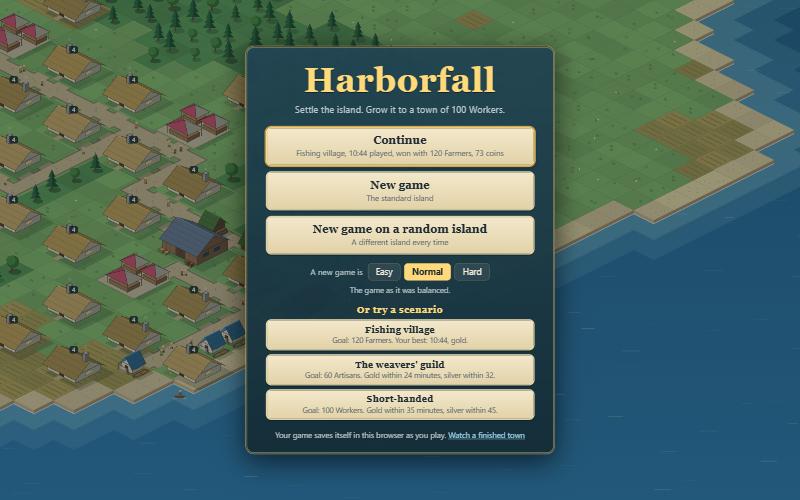 Harborfall
Settle the island. Grow it to a town of 100 Workers.
Continue
Fishing village, 10:44 played, won with 120 Farmers, 73 coins
New game
The standard island
New game on a random island
A different island every time
A new game is Easy Normal Hard
The game as it was balanced.
Or try a scenario
Fishing village
Goal: 120 Farmers. Your best: 10:44, gold.
The weavers' guild
Goal: 60 Artisans. Gold within 24 minutes, silver within 32.
Short-handed
Goal: 100 Workers. Gold within 35 minutes, silver within 45.
Your game saves itself in this browser as you play. Watch a finished town